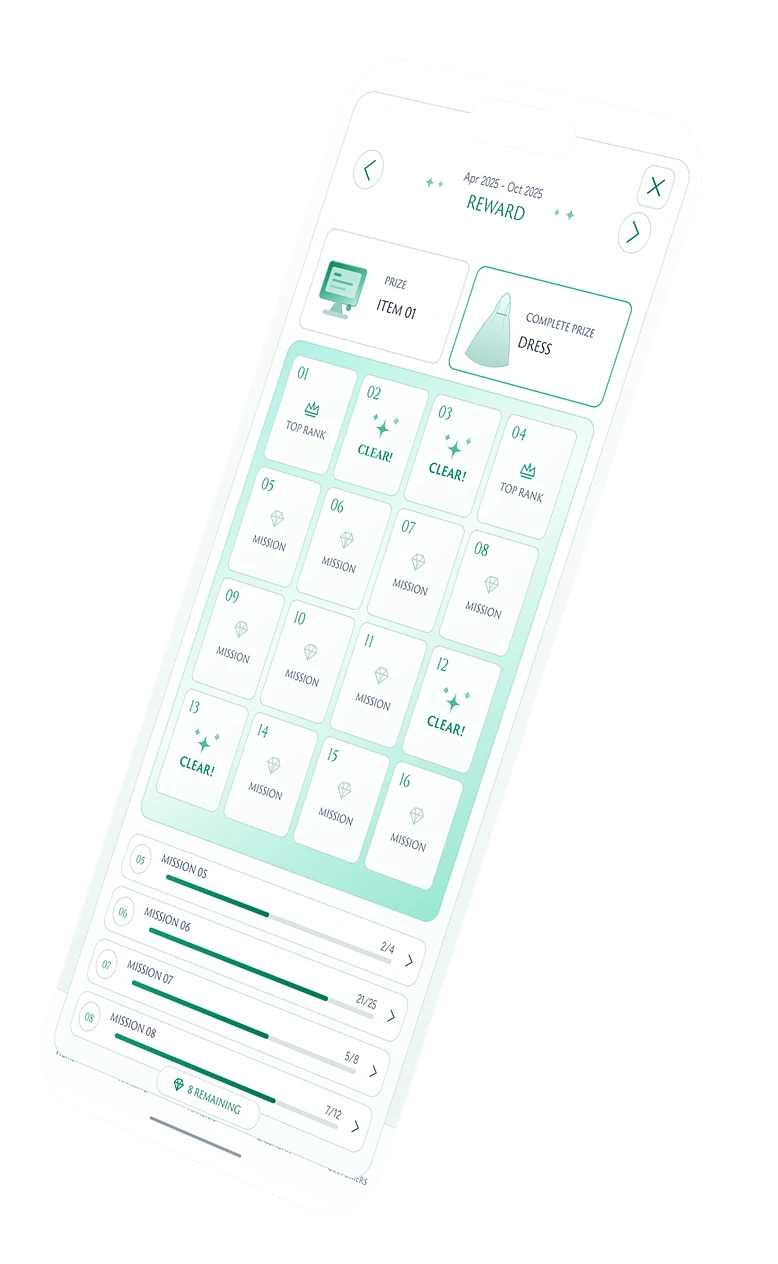 Apr 2025 - Oct 2025
REWARD
PRIZE
ITEM 01
COMPLETE PRIZE
DRESS
01
TOP RANK
02
CLEAR!
03
CLEAR!
04
TOP RANK
05
MISSION
06
MISSION
07
MISSION
08
MISSION
09
MISSION
10
MISSION
11
MISSION
12
CLEAR!
13
CLEAR!
14
MISSION
15
MISSION
16
MISSION
05
MISSION 05
2/4
06
MISSION 06
21/25
07
MISSION 07
5/8
08
MISSION 08
7/12
8 REMAINING